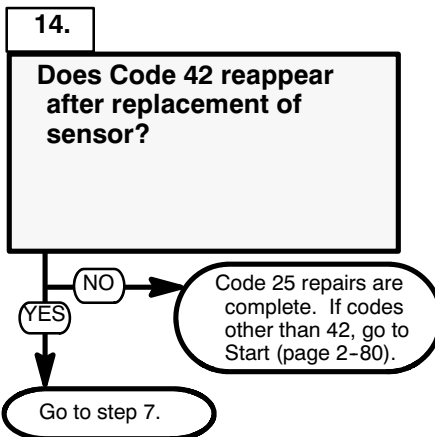 14.
Does Code 42 reappear
after replacement of
sensor?
NO
YES
Code 25 repairs are
complete. If codes
other than 42, go to
Start (page 2-80).
Go to step 7.